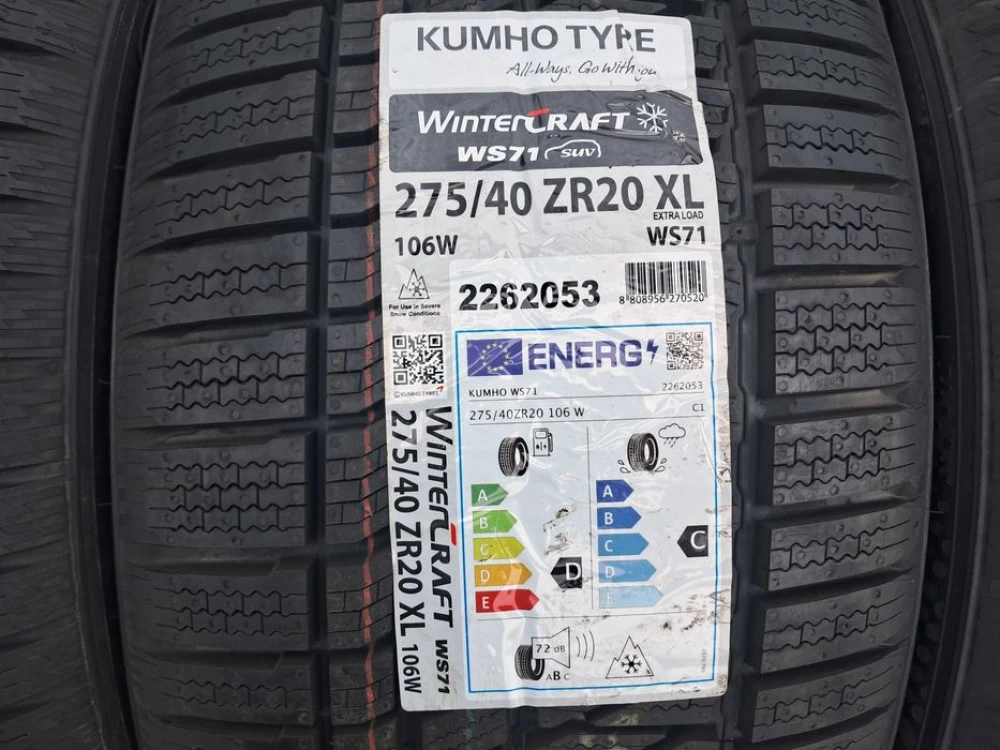 KUMHO TYRE
All-Ways, Go With you
WINTERCRAFT
WS71 SUV
275/40 ZR20 XL
EXTRA LOAD
106W
WS71
For Use in Severe
Snow Conditions
2262053
8 808956 270520
ENERG
KUMHO TYRES
KUMHO WS71
2262053
275/40ZR20 106 W
C1
A
B
C
D
E
D
A
B
C
D
E
C
72 dB
ABC
WINTERCRAFT WS71
275/40 ZR20 XL 106W